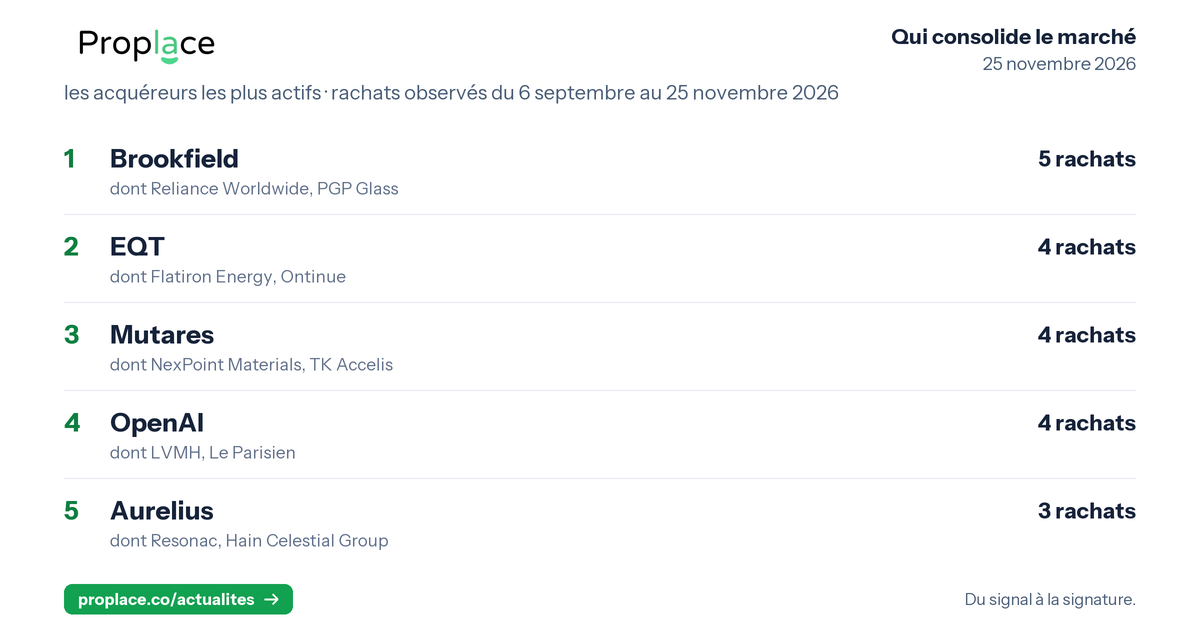 Proplace
Qui consolide le marché
25 novembre 2026
les acquéreurs les plus actifs · rachats observés du 6 septembre au 25 novembre 2026
1 Brookfield 5 rachats
dont Reliance Worldwide, PGP Glass
2 EQT 4 rachats
dont Flatiron Energy, Ontinue
3 Mutares 4 rachats
dont NexPoint Materials, TK Accelis
4 OpenAI 4 rachats
dont LVMH, Le Parisien
5 Aurelius 3 rachats
dont Resonac, Hain Celestial Group
proplace.co/actualites →
Du signal à la signature.